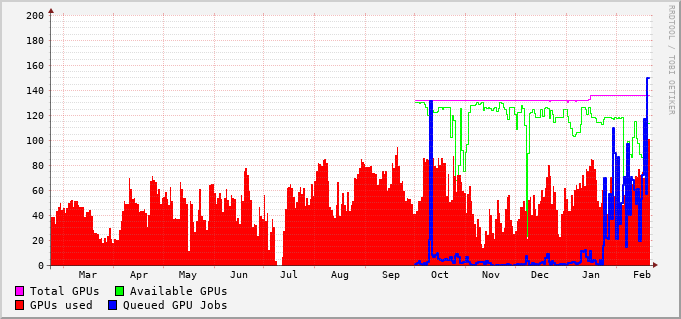 200
180
160
140
120
100
80
60
40
20
0
Mar Apr May Jun Jul Aug Sep Oct Nov Dec Jan Feb
Total GPUs Available GPUs
GPUs used Queued GPU Jobs
RRDTOOL / TOBI OETIKER